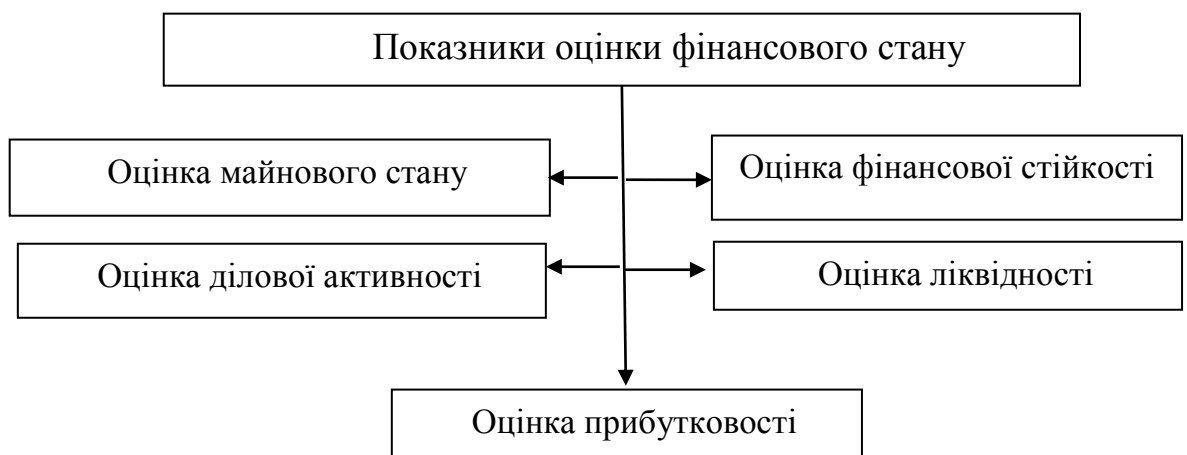 Показники оцінки фінансового стану
Оцінка майнового стану
Оцінка фінансової стійкості
Оцінка ділової активності
Оцінка ліквідності
Оцінка прибутковості